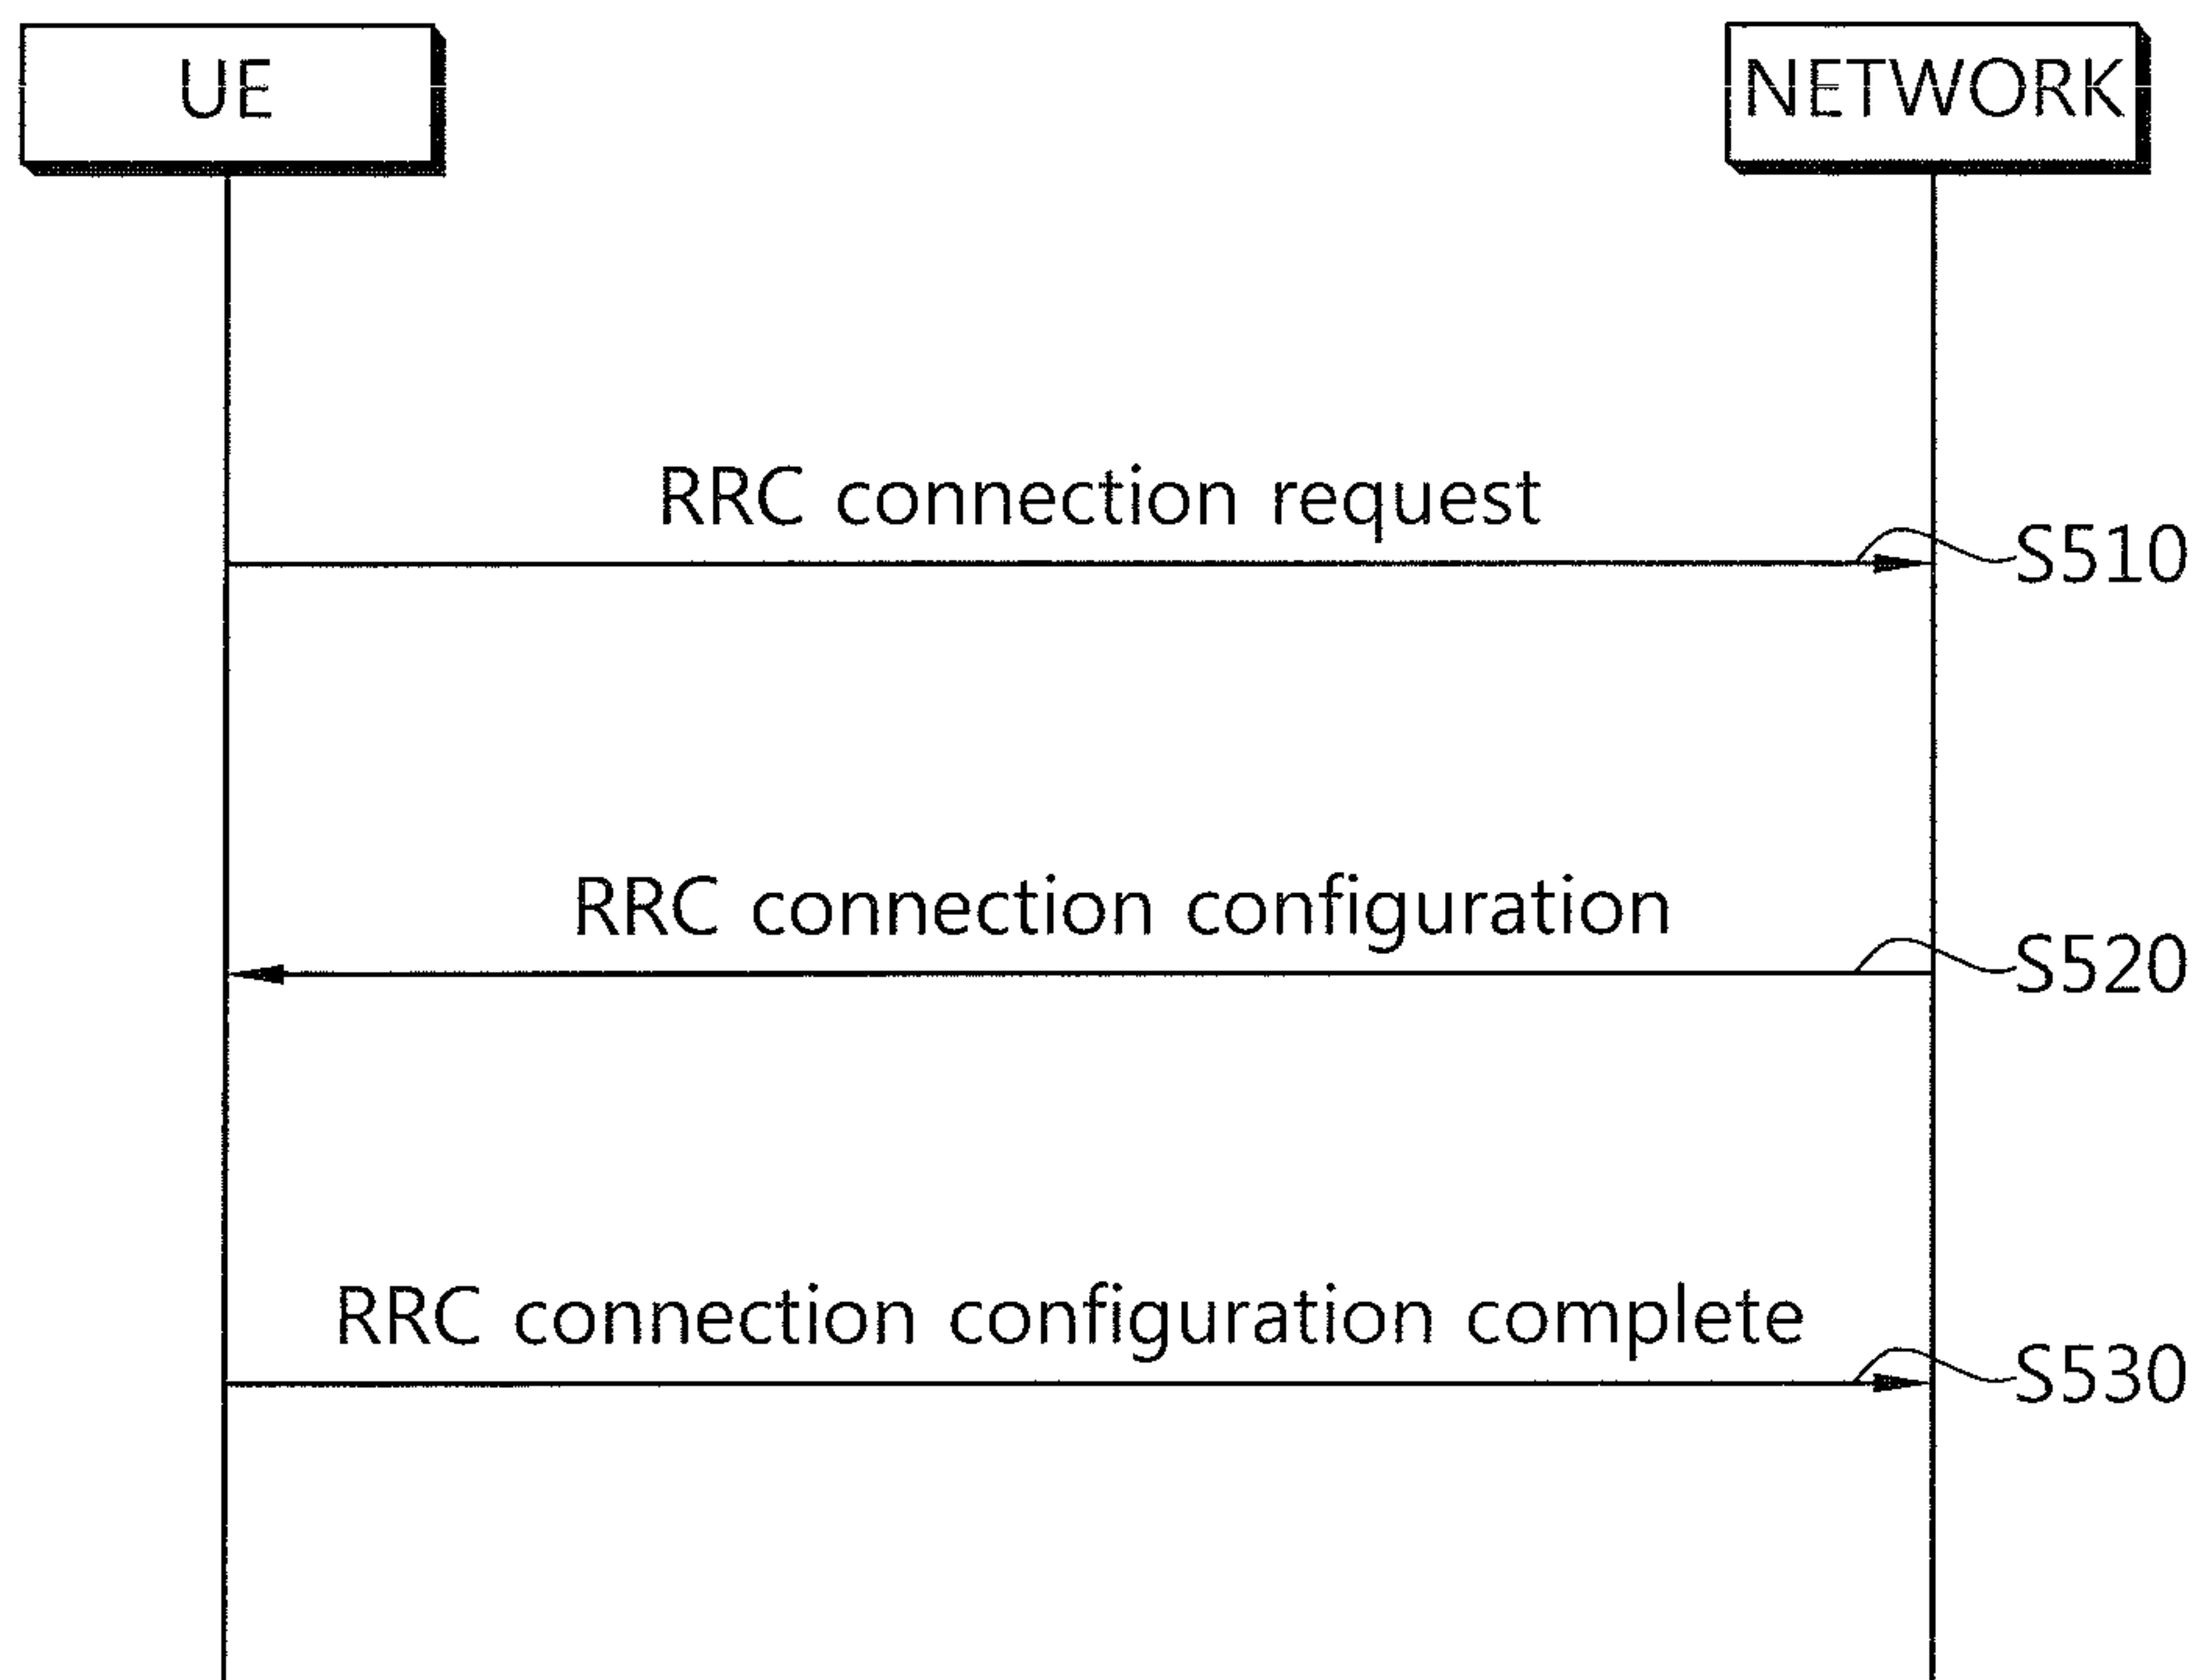 UE
NETWORK
RRC connection request
S510
RRC connection configuration
S520
RRC connection configuration complete
S530